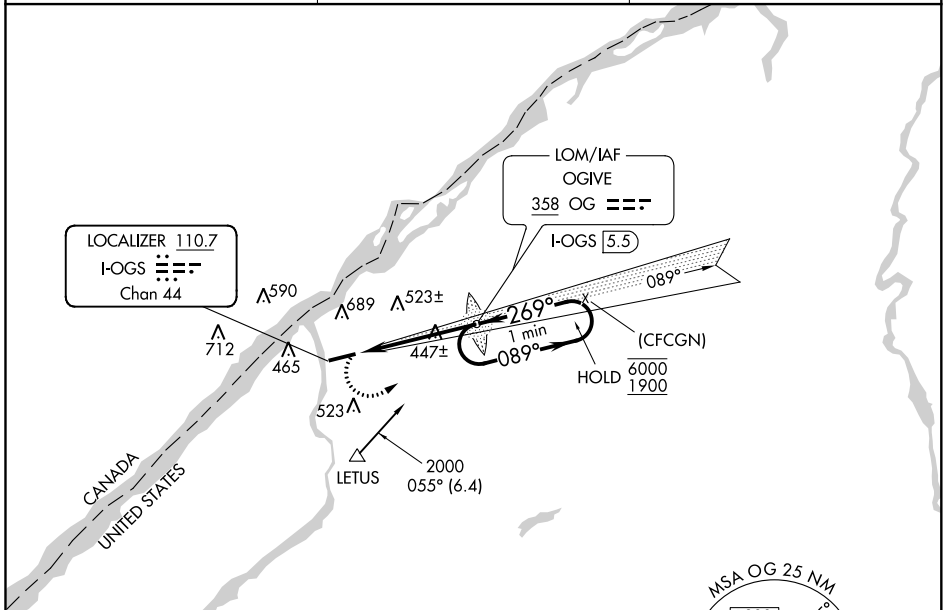 LOM/IAF
OGIVE
358 OG
I-OGS 5.5
LOCALIZER 110.7
I-OGS
Chan 44
590
689
523±
712
465
447±
269°
1 min
089°
089°
(CFCGN)
HOLD 6000
1900
523
LETUS
2000
055° (6.4)
CANADA
UNITED STATES
MSA OG 25 NM